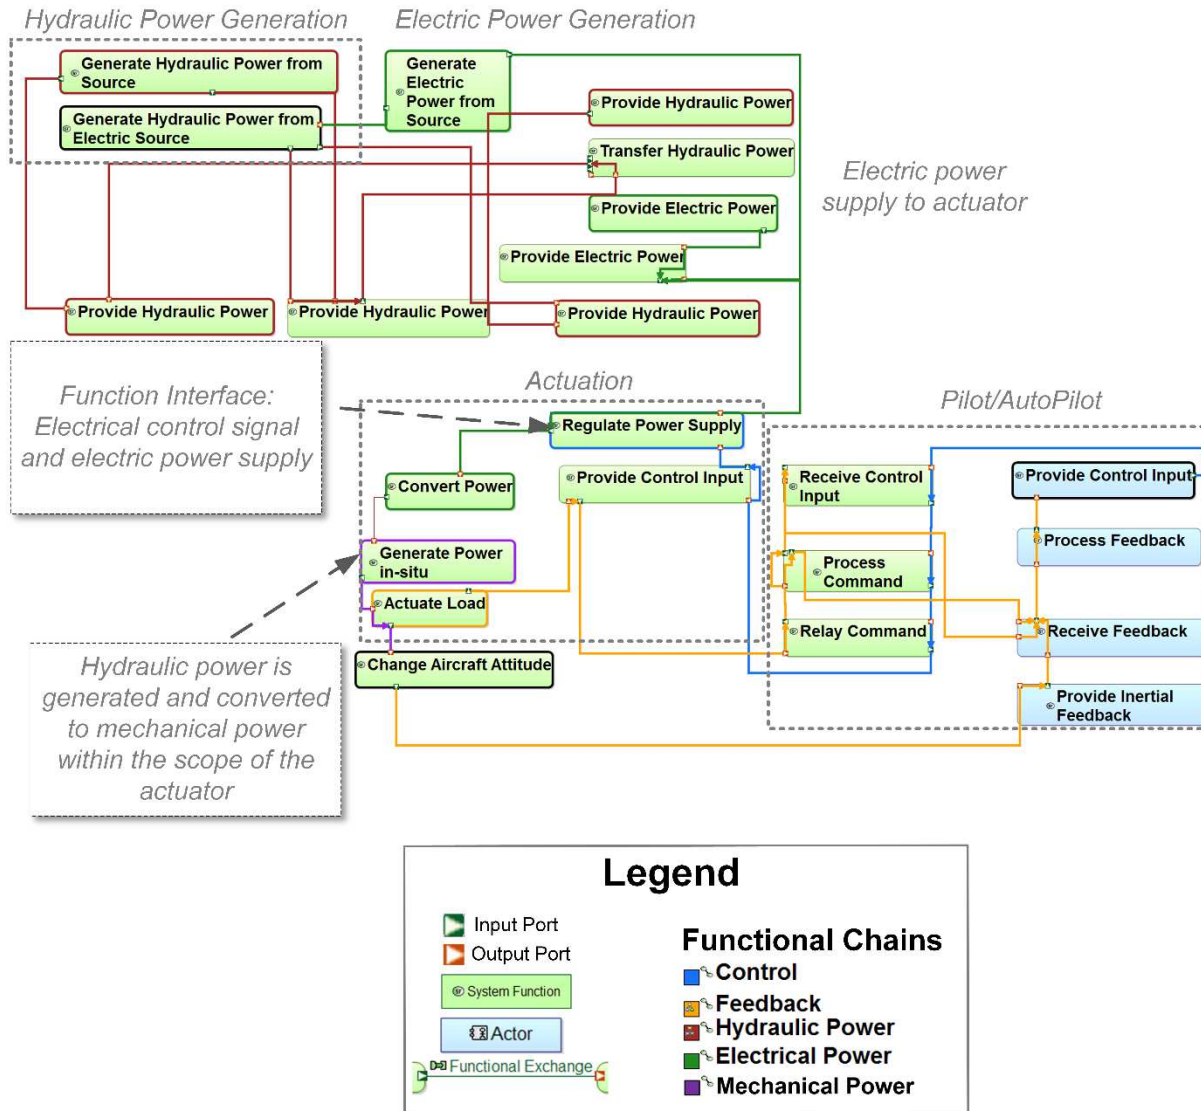 Hydraulic Power Generation
Electric Power Generation
Generate Hydraulic Power from
Source
Generate Hydraulic Power from
Electric Source
Generate
Electric
Power from
Source
Provide Hydraulic Power
Transfer Hydraulic Power
Provide Electric Power
Provide Electric Power
Electric power
supply to actuator
Provide Hydraulic Power
Provide Hydraulic Power
Provide Hydraulic Power
Function Interface:
Electrical control signal
and electric power supply
Actuation
Regulate Power Supply
Convert Power
Provide Control Input
Generate Power
in-situ
Actuate Load
Change Aircraft Attitude
Hydraulic power is
generated and converted
to mechanical power
within the scope of the
actuator
Pilot/AutoPilot
Receive Control
Input
Provide Control Input
Process Feedback
Process
Command
Relay Command
Receive Feedback
Provide Inertial
Feedback
Legend
Input Port
Output Port
System Function
Actor
Functional Exchange
Functional Chains
Control
Feedback
Hydraulic Power
Electrical Power
Mechanical Power